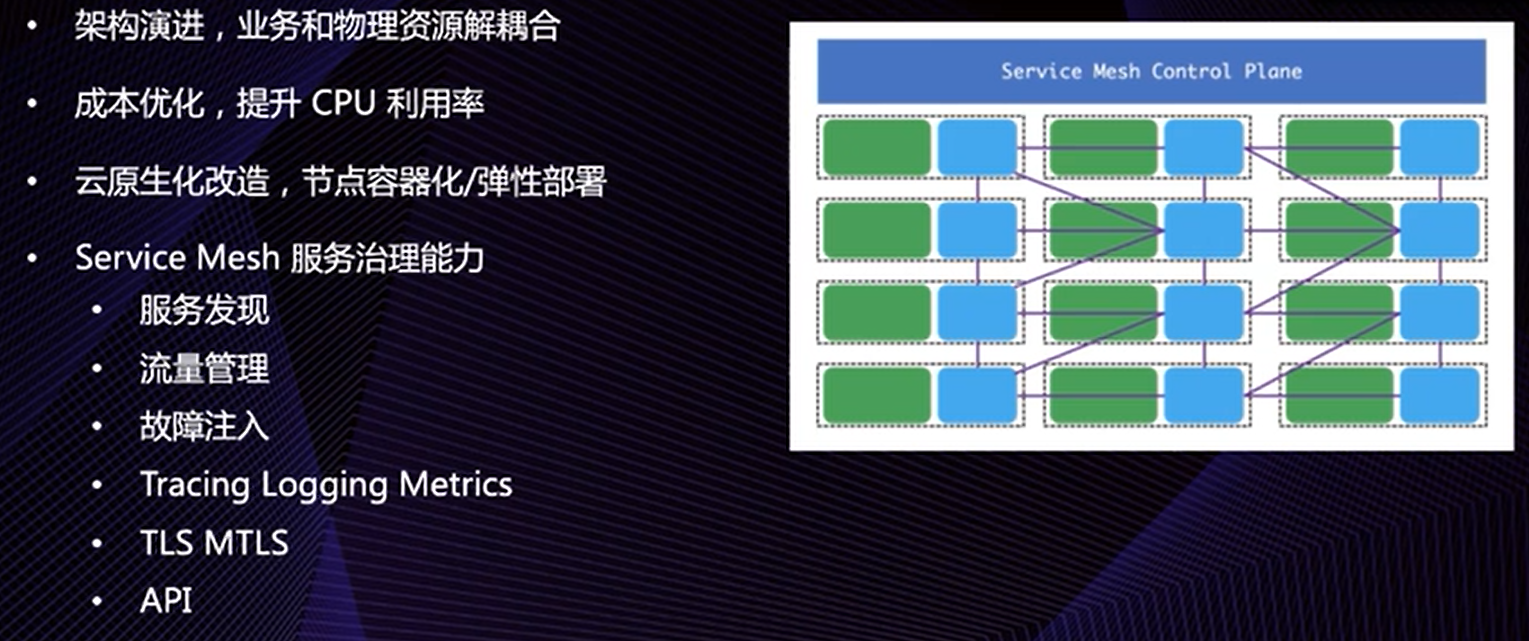 架构演进，业务和物理资源解耦合
成本优化，提升 CPU 利用率
云原生化改造，节点容器化/弹性部署
Service Mesh 服务治理能力
服务发现
流量管理
故障注入
Tracing Logging Metrics
TLS MTLS
API
Service Mesh Control Plane